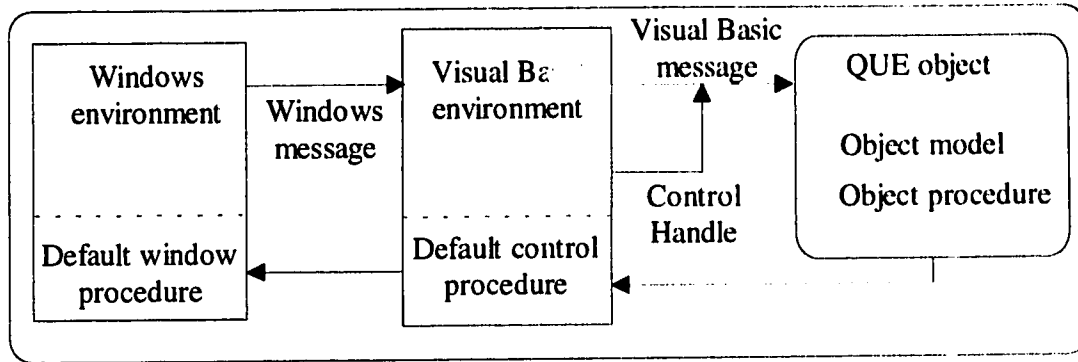 Windows
environment
Windows
message
Default window
procedure
Visual Ba
environment
Default control
procedure
Visual Basic
message
Control
Handle
QUE object
Object model
Object procedure